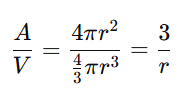 A/V = 4πr²/(4/3 πr³) = 3/r